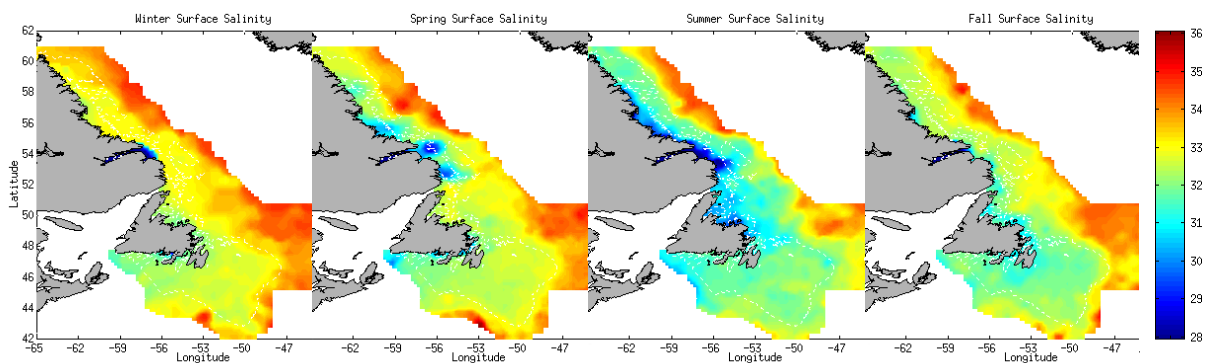 Winter Surface Salinity
Spring Surface Salinity
Summer Surface Salinity
Fall Surface Salinity
62
60
58
56
54
52
50
48
46
44
42
Latitude
-65 -62 -59 -56 -53 -50 -47
-59 -56 -53 -50 -47
-59 -56 -53 -50 -47
-59 -56 -53 -50 -47
Longitude
Longitude
Longitude
Longitude
36
35
34
33
32
31
30
29
28